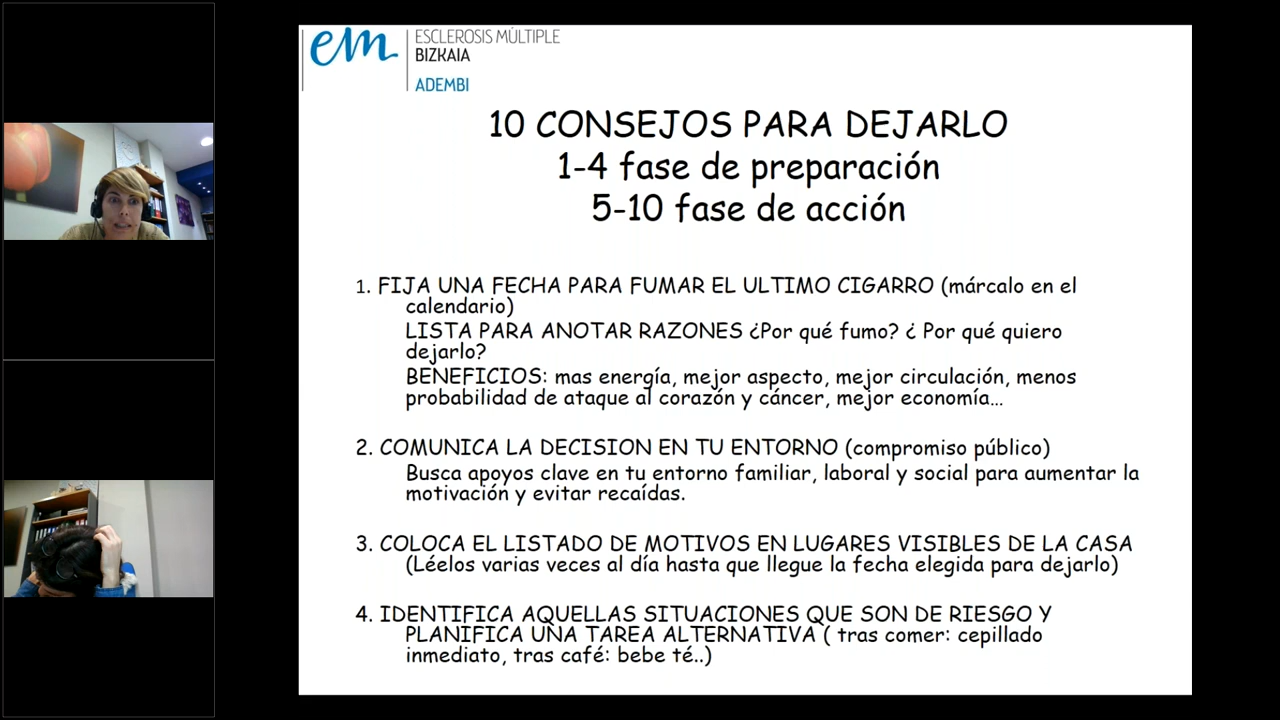 em
ESCLEROSIS MÚLTIPLE
BIZKAIA
ADEMBI
10 CONSEJOS PARA DEJARLO
1-4 fase de preparación
5-10 fase de acción
1. FIJA UNA FECHA PARA FUMAR EL ULTIMO CIGARRO (márcalo en el
calendario)
LISTA PARA ANOTAR RAZONES ¿Por qué fumo? ¿ Por qué quiero
dejarlo?
BENEFICIOS: mas energía, mejor aspecto, mejor circulación, menos
probabilidad de ataque al corazón y cáncer, mejor economía...
2. COMUNICA LA DECISION EN TU ENTORNO (compromiso público)
Busca apoyos clave en tu entorno familiar, laboral y social para aumentar la
motivación y evitar recaídas.
3. COLOCA EL LISTADO DE MOTIVOS EN LUGARES VISIBLES DE LA CASA
(Léelos varias veces al día hasta que llegue la fecha elegida para dejarlo)
4. IDENTIFICA AQUELLAS SITUACIONES QUE SON DE RIESGO Y
PLANIFICA UNA TAREA ALTERNATIVA ( tras comer: cepillado
inmediato, tras café: bebe té..)